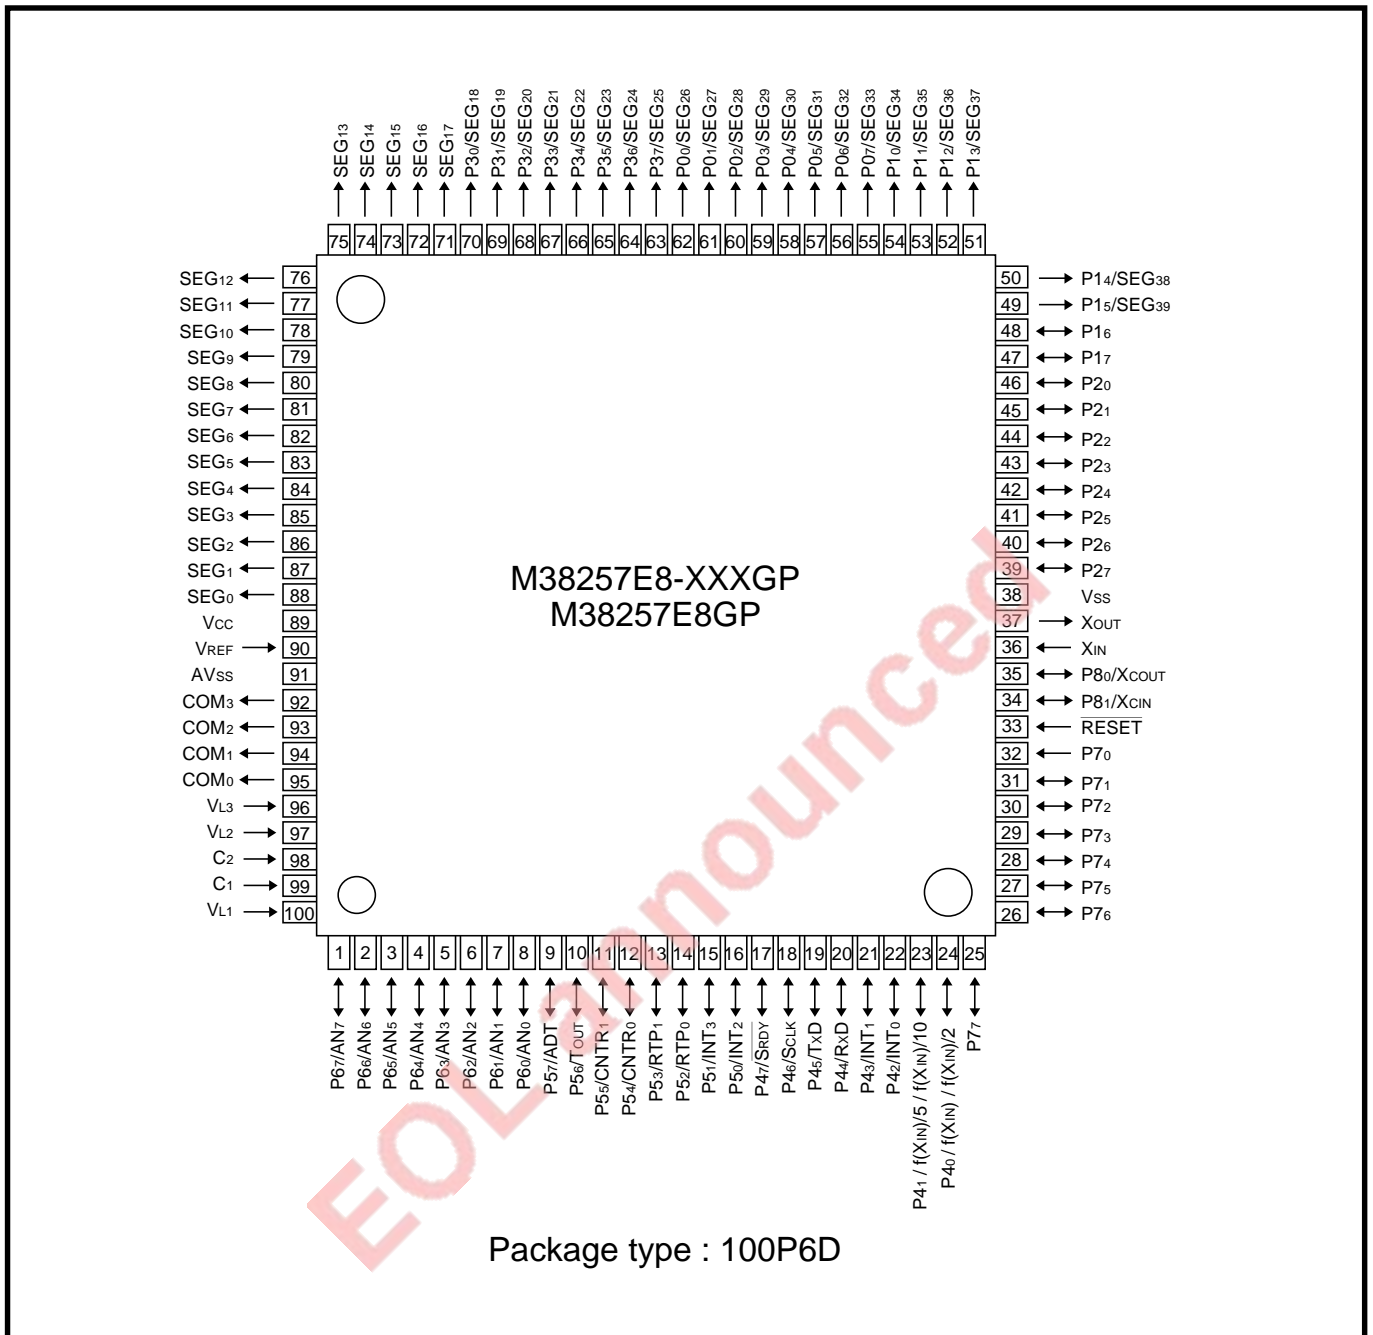 SEG13 SEG14 SEG15 SEG16 SEG17 P30/SEG18 P31/SEG19 P32/SEG20 P33/SEG21 P34/SEG22 P35/SEG23 P36/SEG24 P37/SEG25 P00/SEG26 P01/SEG27 P02/SEG28 P03/SEG29 P04/SEG30 P05/SEG31 P06/SEG32 P07/SEG33 P10/SEG34 P11/SEG35 P12/SEG36 P13/SEG37
75 74 73 72 71 70 69 68 67 66 65 64 63 62 61 60 59 58 57 56 55 54 53 52 51
SEG12 76 50 P14/SEG38
SEG11 77 49 P15/SEG39
SEG10 78 48 P16
SEG9 79 47 P17
SEG8 80 46 P20
SEG7 81 45 P21
SEG6 82 44 P22
SEG5 83 43 P23
SEG4 84 42 P24
SEG3 85 41 P25
SEG2 86 40 P26
SEG1 87 39 P27
SEG0 88 38 VSS
VCC 89 37 XOUT
VREF 90 36 XIN
AVSS 91 35 P80/XCOUT
COM3 92 34 P81/XCIN
COM2 93 33 RESET
COM1 94 32 P70
COM0 95 31 P71
VL3 96 30 P72
VL2 97 29 P73
C2 98 28 P74
C1 99 27 P75
VL1 100 26 P76
M38257E8-XXXGP
M38257E8GP
1 2 3 4 5 6 7 8 9 10 11 12 13 14 15 16 17 18 19 20 21 22 23 24 25
P67/AN7 P66/AN6 P65/AN5 P64/AN4 P63/AN3 P62/AN2 P61/AN1 P60/AN0 P57/ADT P56/TOUT P55/CNTR1 P54/CNTR0 P53/RTP1 P52/RTP0 P51/INT3 P50/INT2 P47/SRDY P46/SCLK P45/TXD P44/RXD P43/INT1 P42/INT0 P41 / f(XIN)/5 / f(XIN)/10 P40 / f(XIN) / f(XIN)/2 P77
Package type : 100P6D
EOL announced